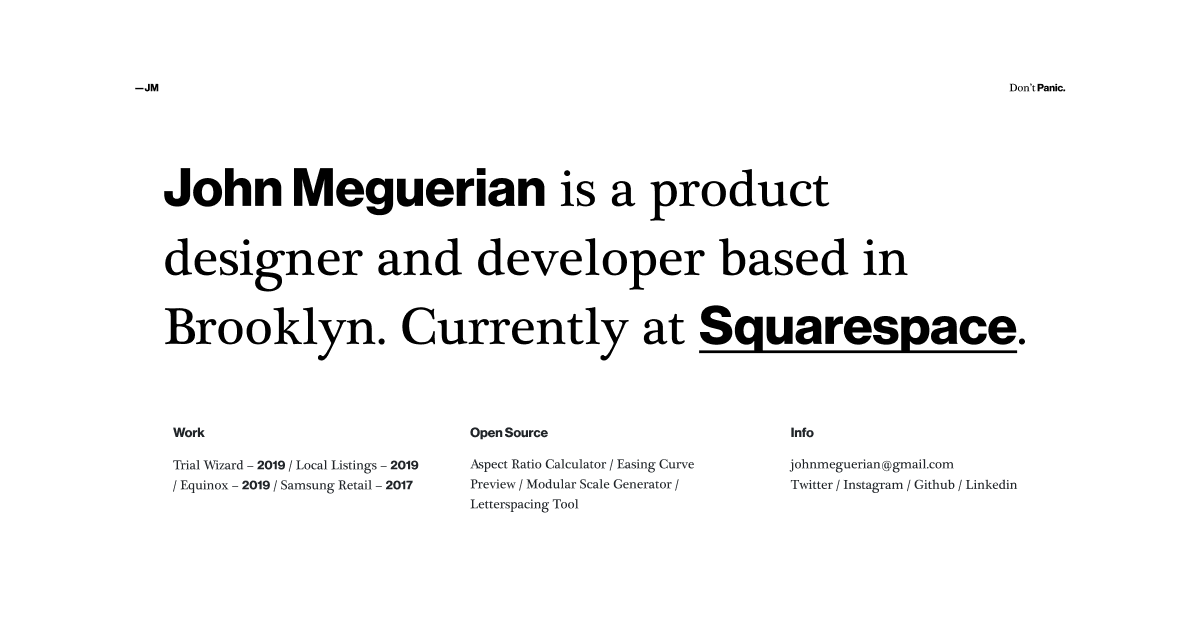 —JM
Don't Panic.
John Meguerian is a product
designer and developer based in
Brooklyn. Currently at Squarespace.
Work
Trial Wizard – 2019 / Local Listings – 2019
/ Equinox – 2019 / Samsung Retail – 2017
Open Source
Aspect Ratio Calculator / Easing Curve
Preview / Modular Scale Generator /
Letterspacing Tool
Info
johnmeguerian@gmail.com
Twitter / Instagram / Github / Linkedin